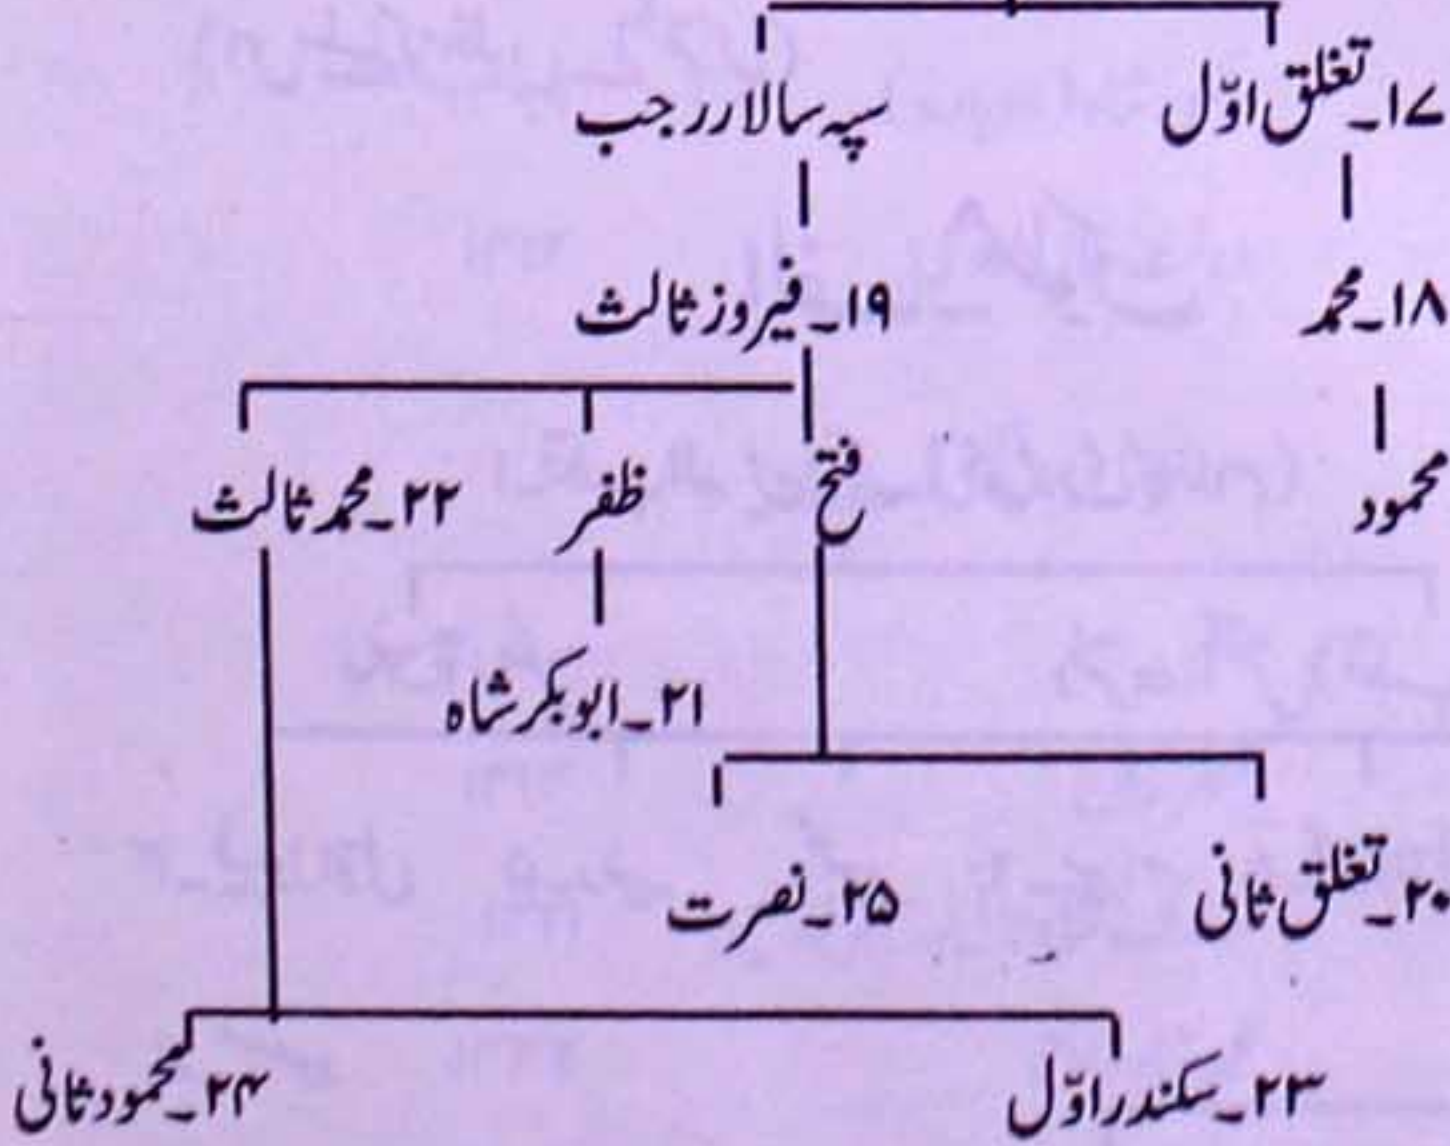 ۱۷۔تغلق اوّل سپہ سالار رجب
۱۸۔محمد ۱۹۔فیروز ثالث
محمود فتح ظفر ۲۲۔محمد ثالث
۲۱۔ابوبکر شاہ
۲۰۔تغلق ثانی ۲۵۔نصرت
۲۳۔سکندر اوّل ۲۴۔محمود ثانی